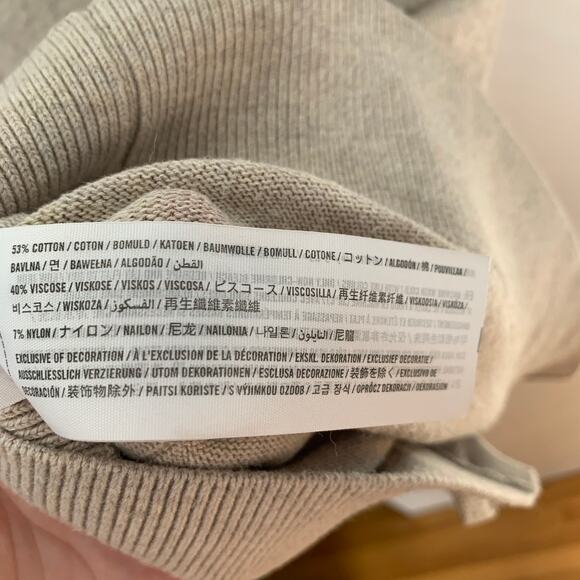 53% COTTON / COTON / BOMULD / KATOEN / BAUMWOLLE / BOMULL / COTONE / コットン / ALGODÓN / 棉 / POUVILLAA /
BAVLNA / 면 / BAWEŁNA / ALGODÃO / القطن
40% VISCOSE / VISKOSE / VISKOS / VISCOSA / ビスコース / VISCOSILIA / 再生纤维素纤维 / VISKOOSIA / VISKÓZA /
비스코스 / WISKOZA / الفسكوز / 再生纖維素纖維
7% NYLON / ナイロン / NAILON / 尼龙 / NAILONIA / 나일론 / النايلون / 尼龍
EXCLUSIVE OF DECORATION / À L'EXCLUSION DE LA DÉCORATION / EKSKL. DEKORATION / EXCLUSIEF DECORATIE /
AUSSCHLIESSLICH VERZIERUNG / UTOM DEKORATIONEN / ESCLUSA DECORAZIONE / 装飾を除く / EXCLUSIVO DE
DECORACIÓN / 装饰物除外 / PAITSI KORISTE / S VÝJIMKOU OZDOB / 고급 장식 / OPRÓCZ DEKORACJI / DEKORASION